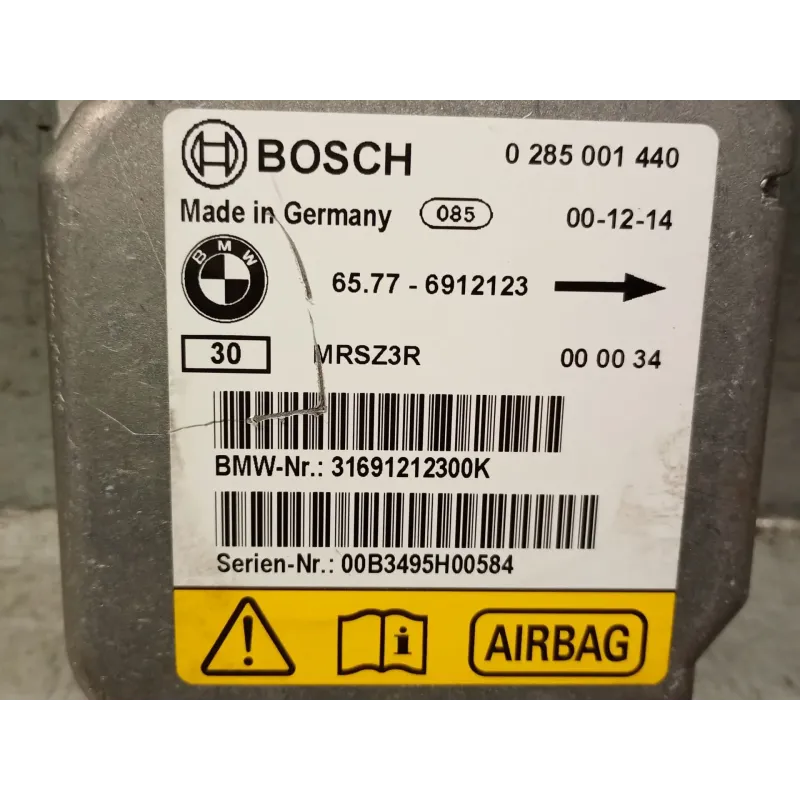 BOSCH 0 285 001 440
Made in Germany 085 00-12-14
BMW
65.77 - 6912123
30 MRSZ3R 00 00 34
BMW-Nr.: 31691212300K
Serien-Nr.: 00B3495H00584
AIRBAG